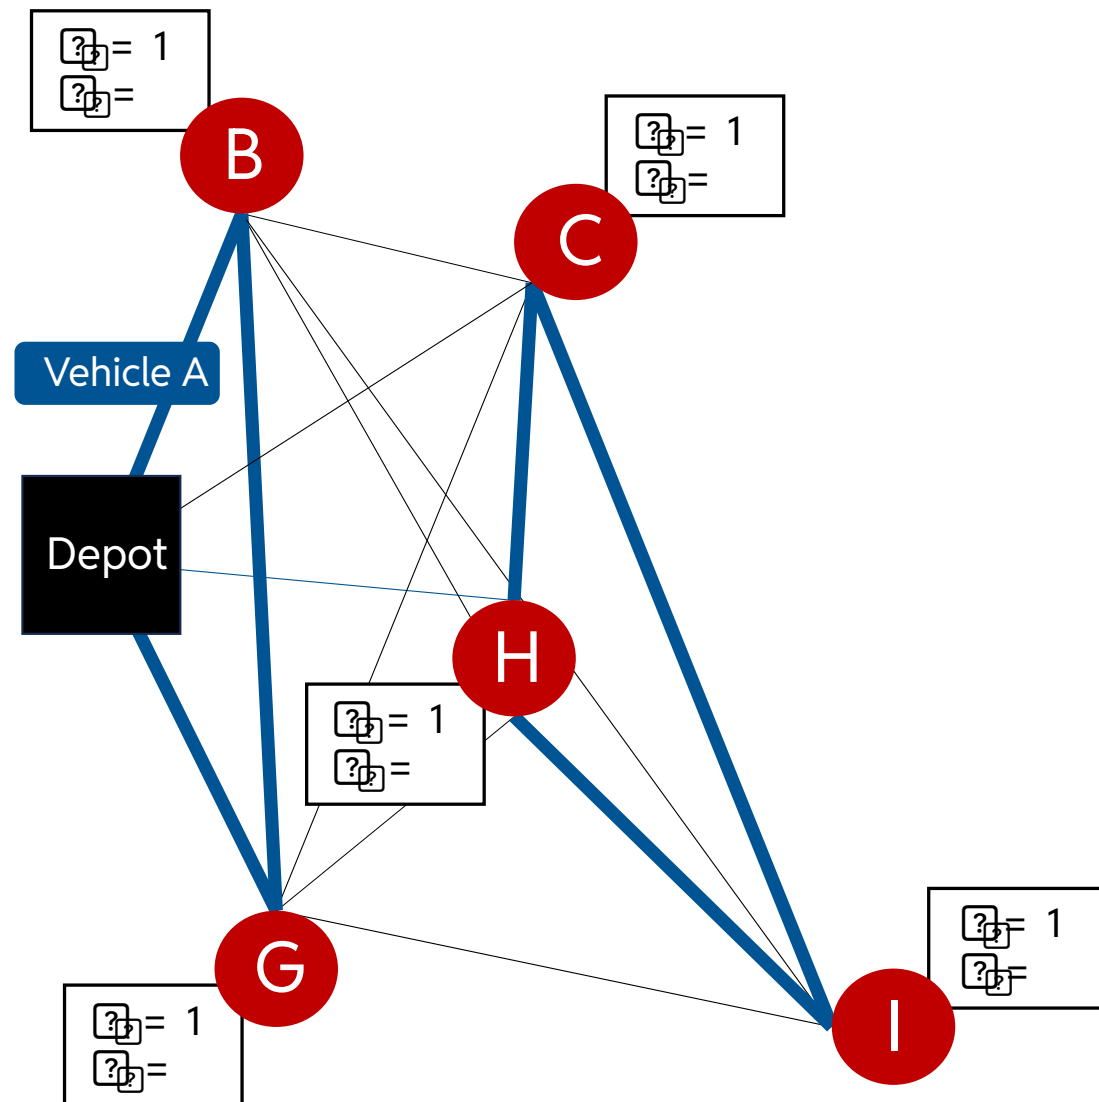 = 1
=
B
= 1
=
C
Vehicle A
Depot
H
= 1
=
= 1
=
G
I
= 1
=